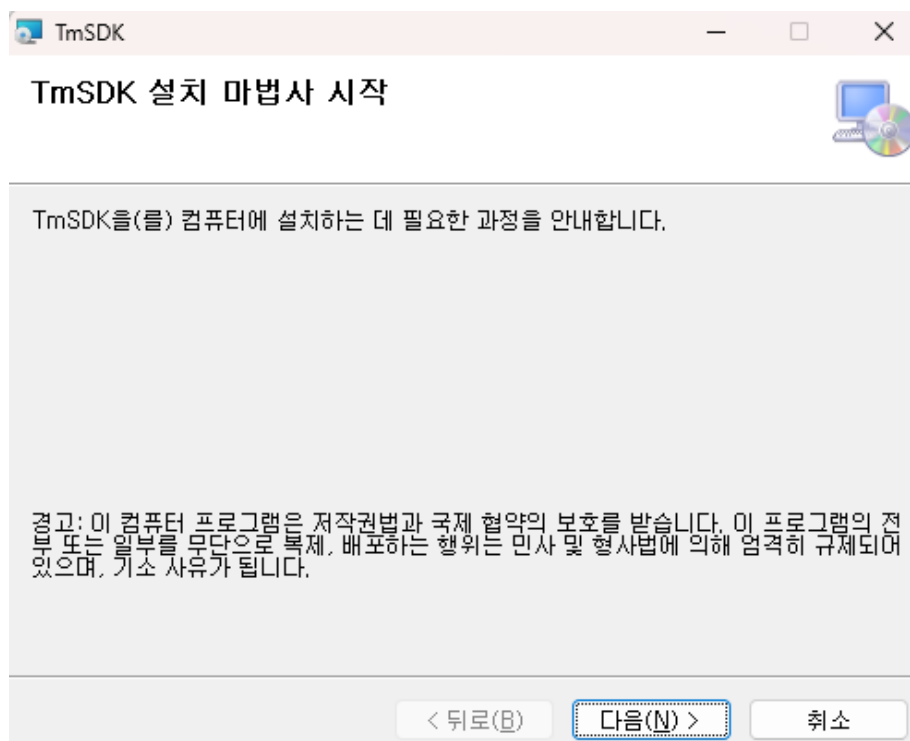 TmSDK
TmSDK 설치 마법사 시작
TmSDK을(를) 컴퓨터에 설치하는 데 필요한 과정을 안내합니다.
경고: 이 컴퓨터 프로그램은 저작권법과 국제 협약의 보호를 받습니다. 이 프로그램의 전
부 또는 일부를 무단으로 복제, 배포하는 행위는 민사 및 형사법에 의해 엄격히 규제되어
있으며, 기소 사유가 됩니다.
< 뒤로(B) 다음(N) > 취소